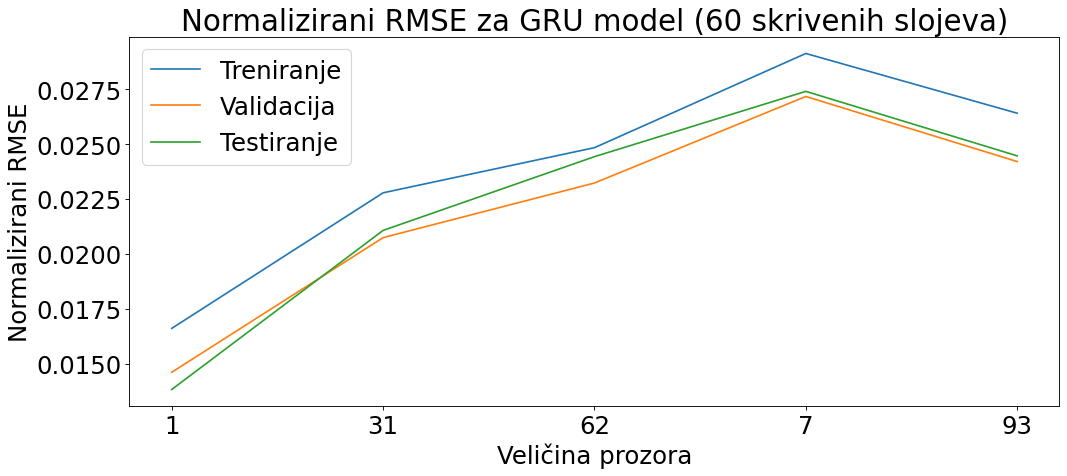 Normalizirani RMSE za GRU model (60 skrivenih slojeva)
Treniranje
Validacija
Testiranje
Normalizirani RMSE
0.0275
0.0250
0.0225
0.0200
0.0175
0.0150
1 31 62 7 93
Veličina prozora